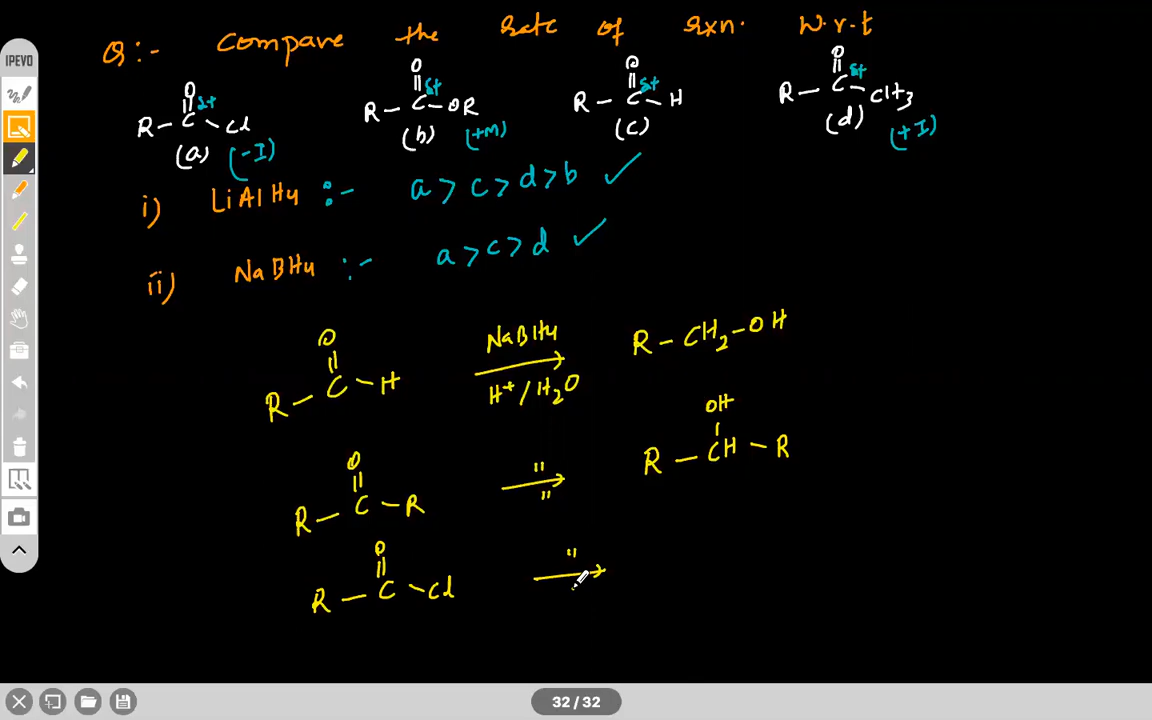 IPEVO
Q:- Compare the Rate of rxn. w.r.t
O O O O
δ+ δ+ δ+ δ+
R-C-Cl R-C-OR R-C-H R-C-CH3
(a) (-I) (b) (+M) (c) (d) (+I)
i) LiAlH4 :- a > c > d > b ✓
ii) NaBH4 :- a > c > d ✓
O
R-C-H NaBH4 H+/H2O R-CH2-OH
O OH
R-C-R " " R-CH-R
O
R-C-Cl "
32 / 32